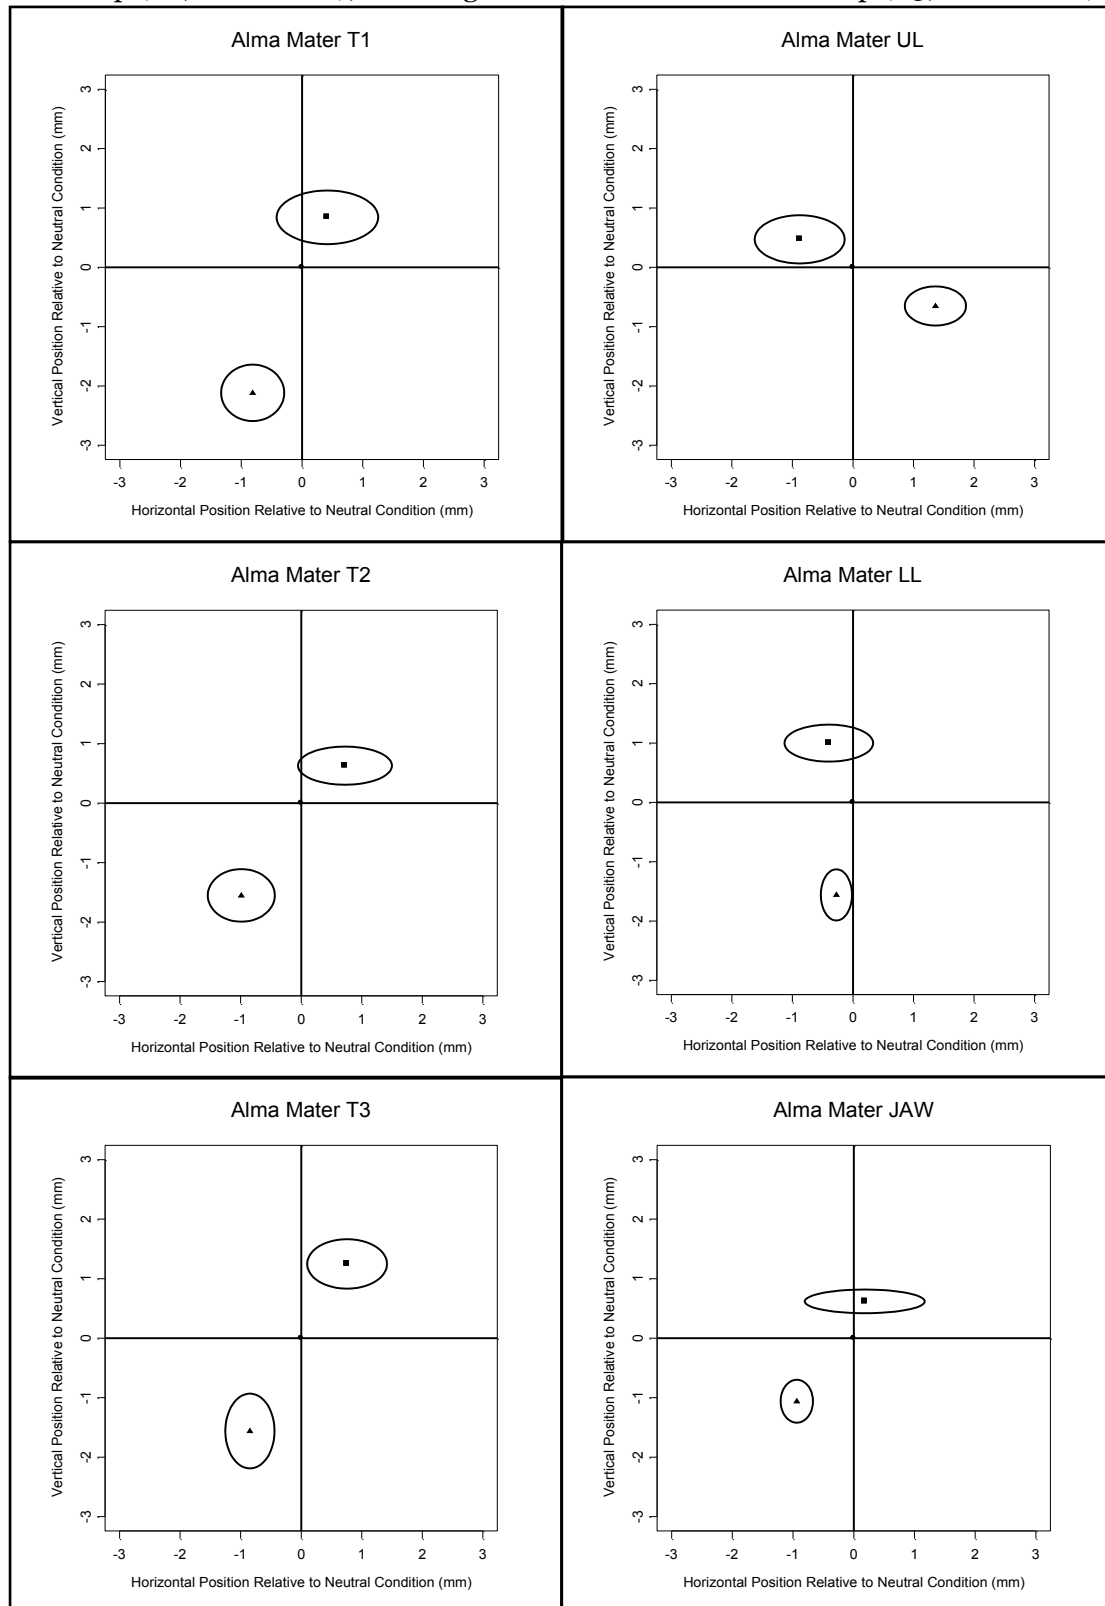 Alma Mater T1
Vertical Position Relative to Neutral Condition (mm)
3
2
1
0
-1
-2
-3
-3 -2 -1 0 1 2 3
Horizontal Position Relative to Neutral Condition (mm)
Alma Mater UL
Vertical Position Relative to Neutral Condition (mm)
3
2
1
0
-1
-2
-3
-3 -2 -1 0 1 2 3
Horizontal Position Relative to Neutral Condition (mm)
Alma Mater T2
Vertical Position Relative to Neutral Condition (mm)
3
2
1
0
-1
-2
-3
-3 -2 -1 0 1 2 3
Horizontal Position Relative to Neutral Condition (mm)
Alma Mater LL
Vertical Position Relative to Neutral Condition (mm)
3
2
1
0
-1
-2
-3
-3 -2 -1 0 1 2 3
Horizontal Position Relative to Neutral Condition (mm)
Alma Mater T3
Vertical Position Relative to Neutral Condition (mm)
3
2
1
0
-1
-2
-3
-3 -2 -1 0 1 2 3
Horizontal Position Relative to Neutral Condition (mm)
Alma Mater JAW
Vertical Position Relative to Neutral Condition (mm)
3
2
1
0
-1
-2
-3
-3 -2 -1 0 1 2 3
Horizontal Position Relative to Neutral Condition (mm)